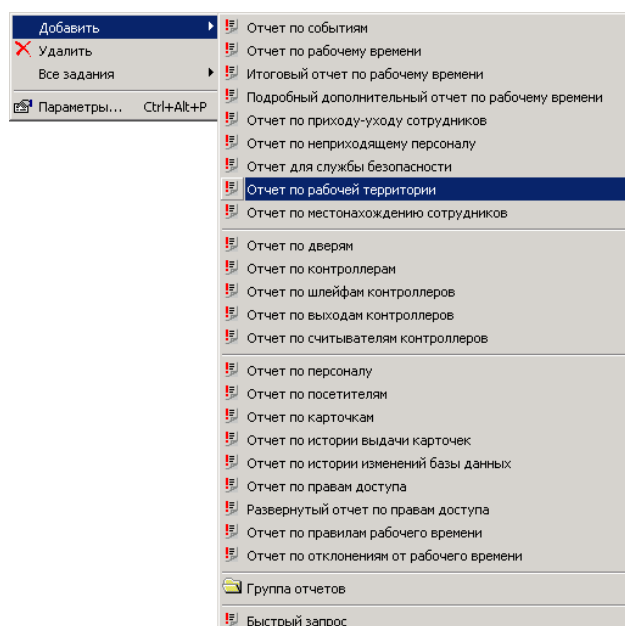 Добавить
Удалить
Все задания
Параметры... Ctrl+Alt+P
Отчет по событиям
Отчет по рабочему времени
Итоговый отчет по рабочему времени
Подробный дополнительный отчет по рабочему времени
Отчет по приходу-уходу сотрудников
Отчет по неприходящему персоналу
Отчет для службы безопасности
Отчет по рабочей территории
Отчет по местонахождению сотрудников
Отчет по дверям
Отчет по контроллерам
Отчет по шлейфам контроллеров
Отчет по выходам контроллеров
Отчет по считывателям контроллеров
Отчет по персоналу
Отчет по посетителям
Отчет по карточкам
Отчет по истории выдачи карточек
Отчет по истории изменений базы данных
Отчет по правам доступа
Развернутый отчет по правам доступа
Отчет по правилам рабочего времени
Отчет по отклонениям от рабочего времени
Группа отчетов
Быстрый запрос